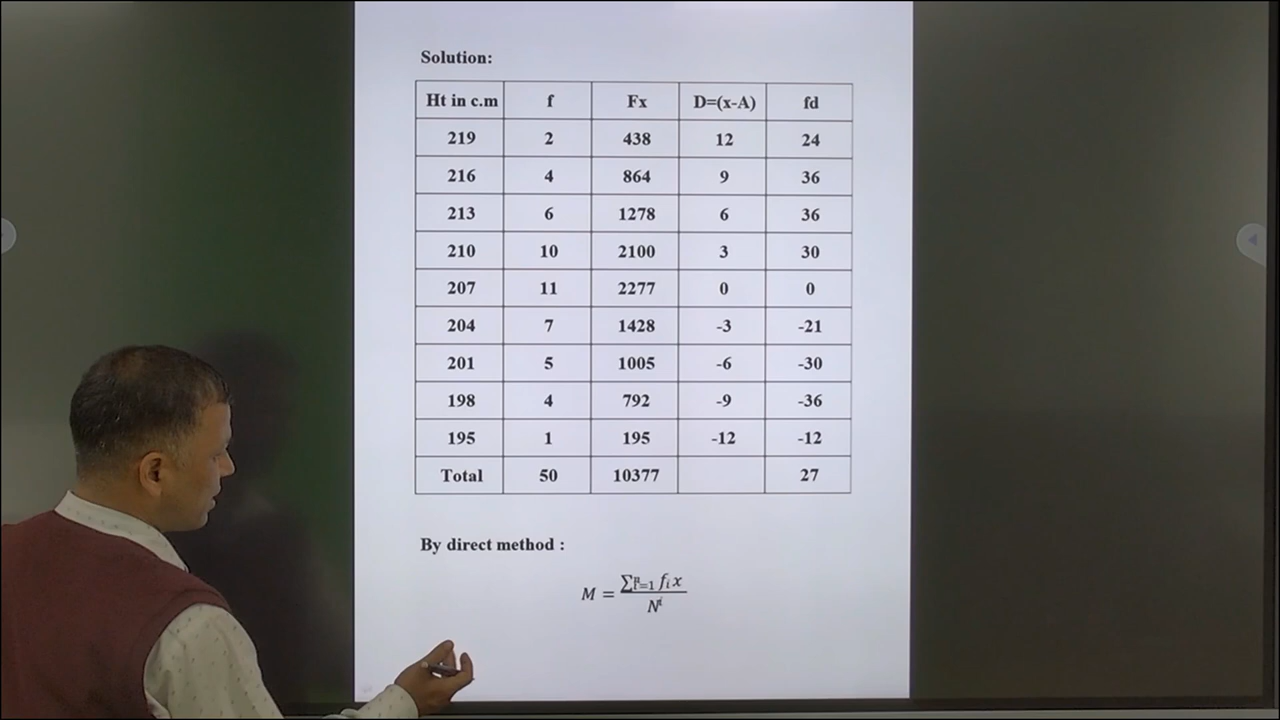 Solution:
Ht in c.m f Fx D=(x-A) fd
219 2 438 12 24
216 4 864 9 36
213 6 1278 6 36
210 10 2100 3 30
207 11 2277 0 0
204 7 1428 -3 -21
201 5 1005 -6 -30
198 4 792 -9 -36
195 1 195 -12 -12
Total 50 10377 27
By direct method :
M = ∑ i=1 fᵢx / N